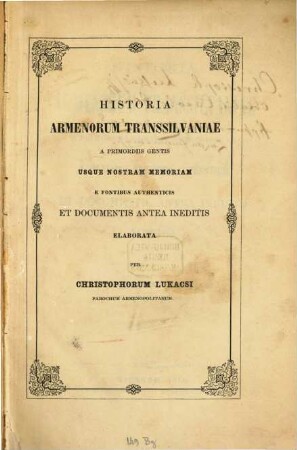 HISTORIA
ARMENORUM TRANSSILVANIAE
A PRIMORDIIS GENTIS
USQUE NOSTRAM MEMORIAM
E FONTIBUS AUTHENTICIS
ET DOCUMENTIS ANTEA INEDITIS
ELABORATA
PER
CHRISTOPHORUM LUKACSI
PAROCHUM ARMENOPOLITANUM.